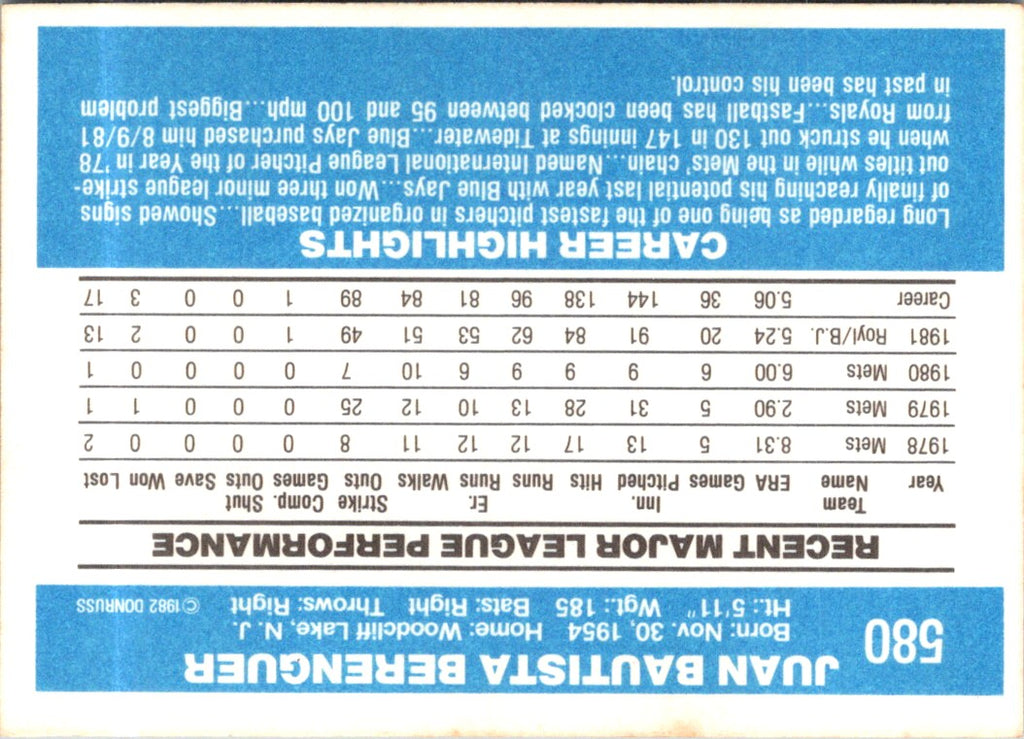 580
JUAN BAUTISTA BERENGUER
Born: Nov. 30, 1954 Home: Woodcliff Lake, N. J.
Ht.: 5'11" Wgt.: 185 Bats: Right Throws: Right ©1982 DONRUSS
RECENT MAJOR LEAGUE PERFORMANCE
Team Inn. Er. Strike Comp. Shut
Year Name ERA Games Pitched Hits Runs Runs Walks Outs Games Outs Save Won Lost
1978 Mets 8.31 5 13 17 12 12 11 8 0 0 0 0 2
1979 Mets 2.90 5 31 28 13 10 12 25 0 0 0 1 1
1980 Mets 6.00 6 9 9 9 6 10 7 0 0 0 0 1
1981 Royl/B.J. 5.24 20 91 84 62 53 51 49 1 0 0 2 13
Career 5.06 36 144 138 96 81 84 89 1 0 0 3 17
CAREER HIGHLIGHTS
Long regarded as being one of the fastest pitchers in organized baseball...Showed signs
of finally reaching his potential last year with Blue Jays...Won three minor league strike-
out titles while in the Mets' chain...Named International League Pitcher of the Year in '78
when he struck out 130 in 147 innings at Tidewater...Blue Jays purchased him 8/9/81
from Royals...Fastball has been clocked between 95 and 100 mph...Biggest problem
in past has been his control.